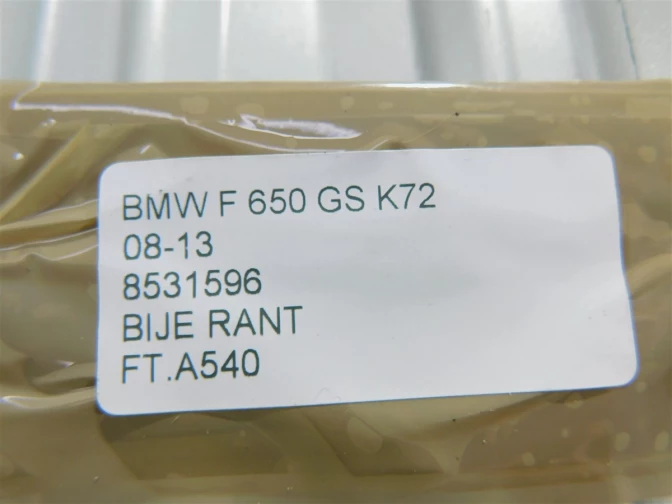 BMW F 650 GS K72
08-13
8531596
BIJE RANT
FT.A540